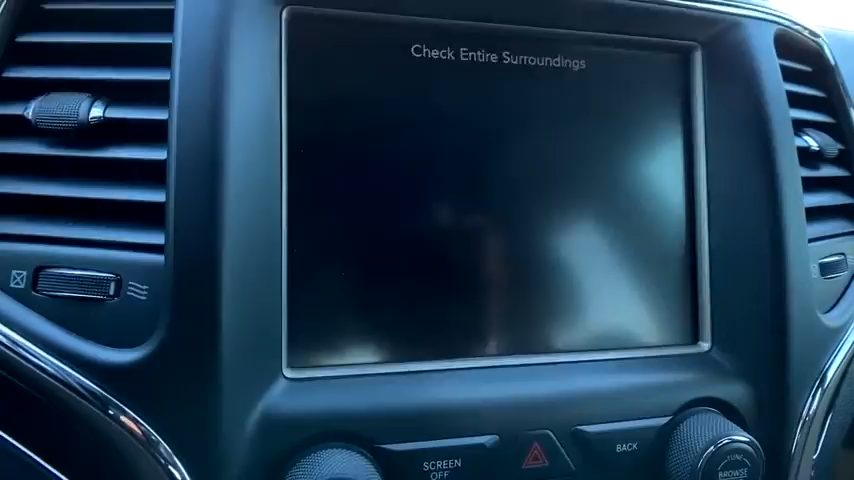 Check Entire Surroundings
SCREEN
OFF
BACK
TUNE
BROWSE